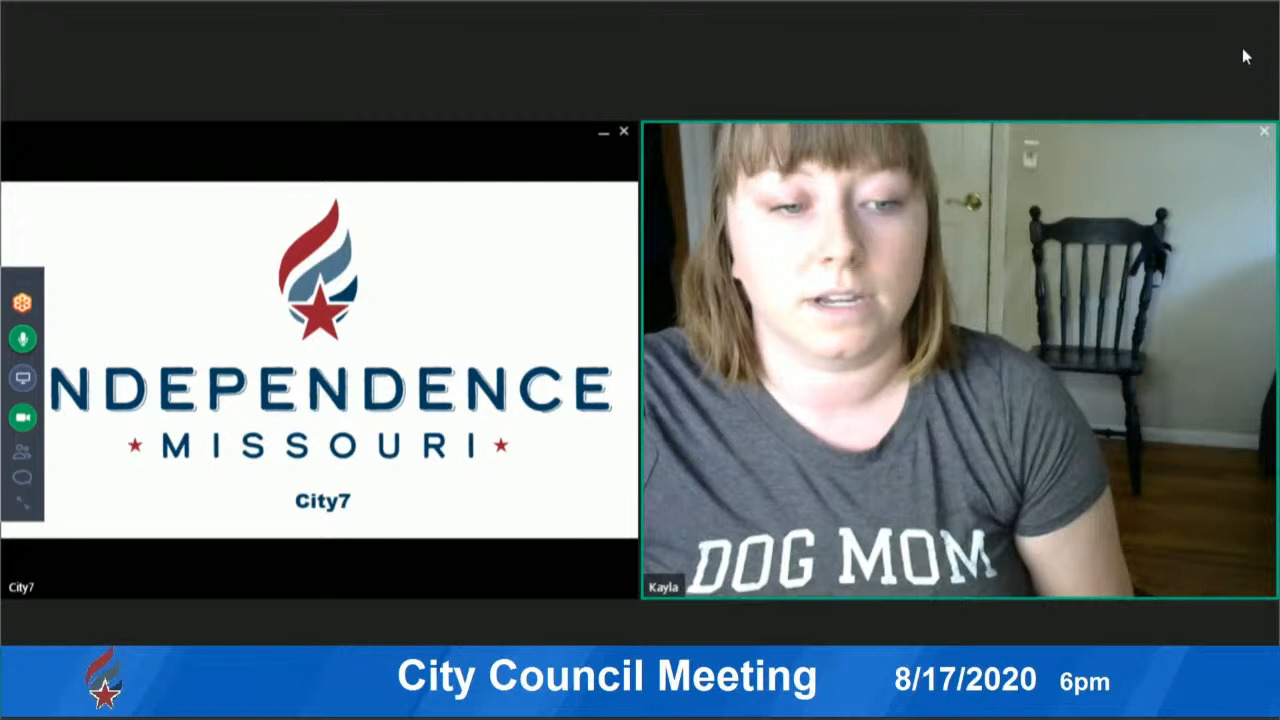 NDEPENDENCE
MISSOURI
City7
City7
Kayla
DOG MOM
City Council Meeting 8/17/2020 6pm